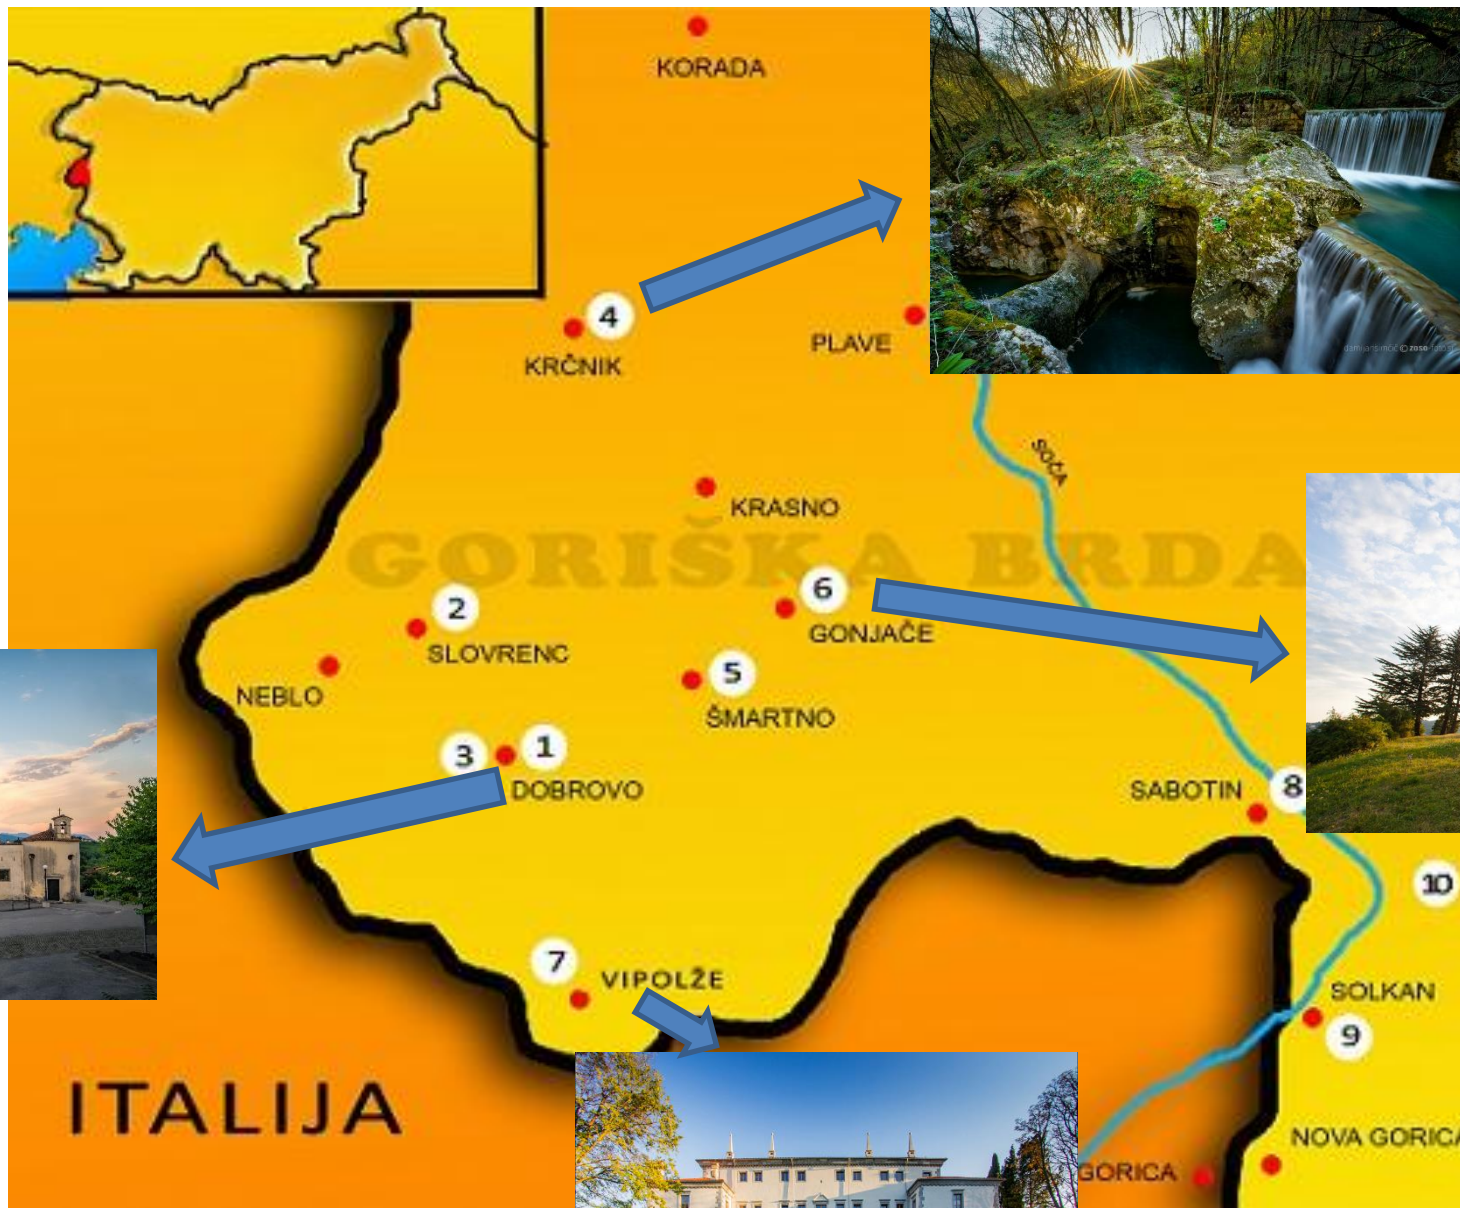 KORADA
4
KRČNIK
PLAVE
SOČA
KRASNO
GORIŠKA BRDA
6
GONJAČE
2
SLOVRENC
5
ŠMARTNO
NEBLO
3
1
DOBROVO
SABOTIN
8
10
7
VIPOLŽE
SOLKAN
9
ITALIJA
NOVA GORICA
GORICA